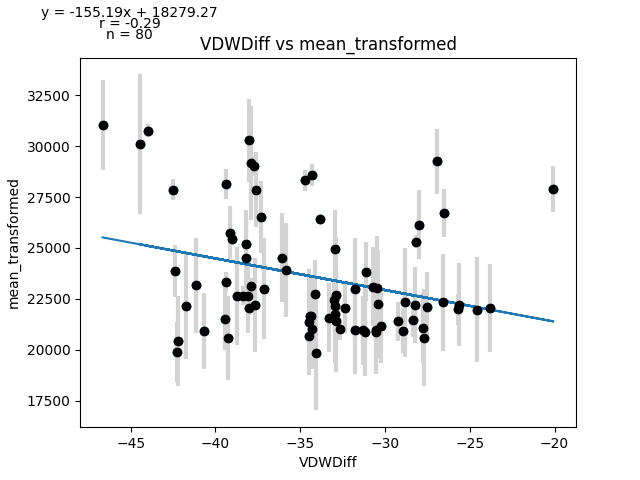 y = -155.19x + 18279.27
r = -0.29
n = 80
VDWDiff vs mean_transformed
32500
30000
27500
25000
22500
20000
17500
mean_transformed
−45
−40
−35
−30
−25
−20
VDWDiff